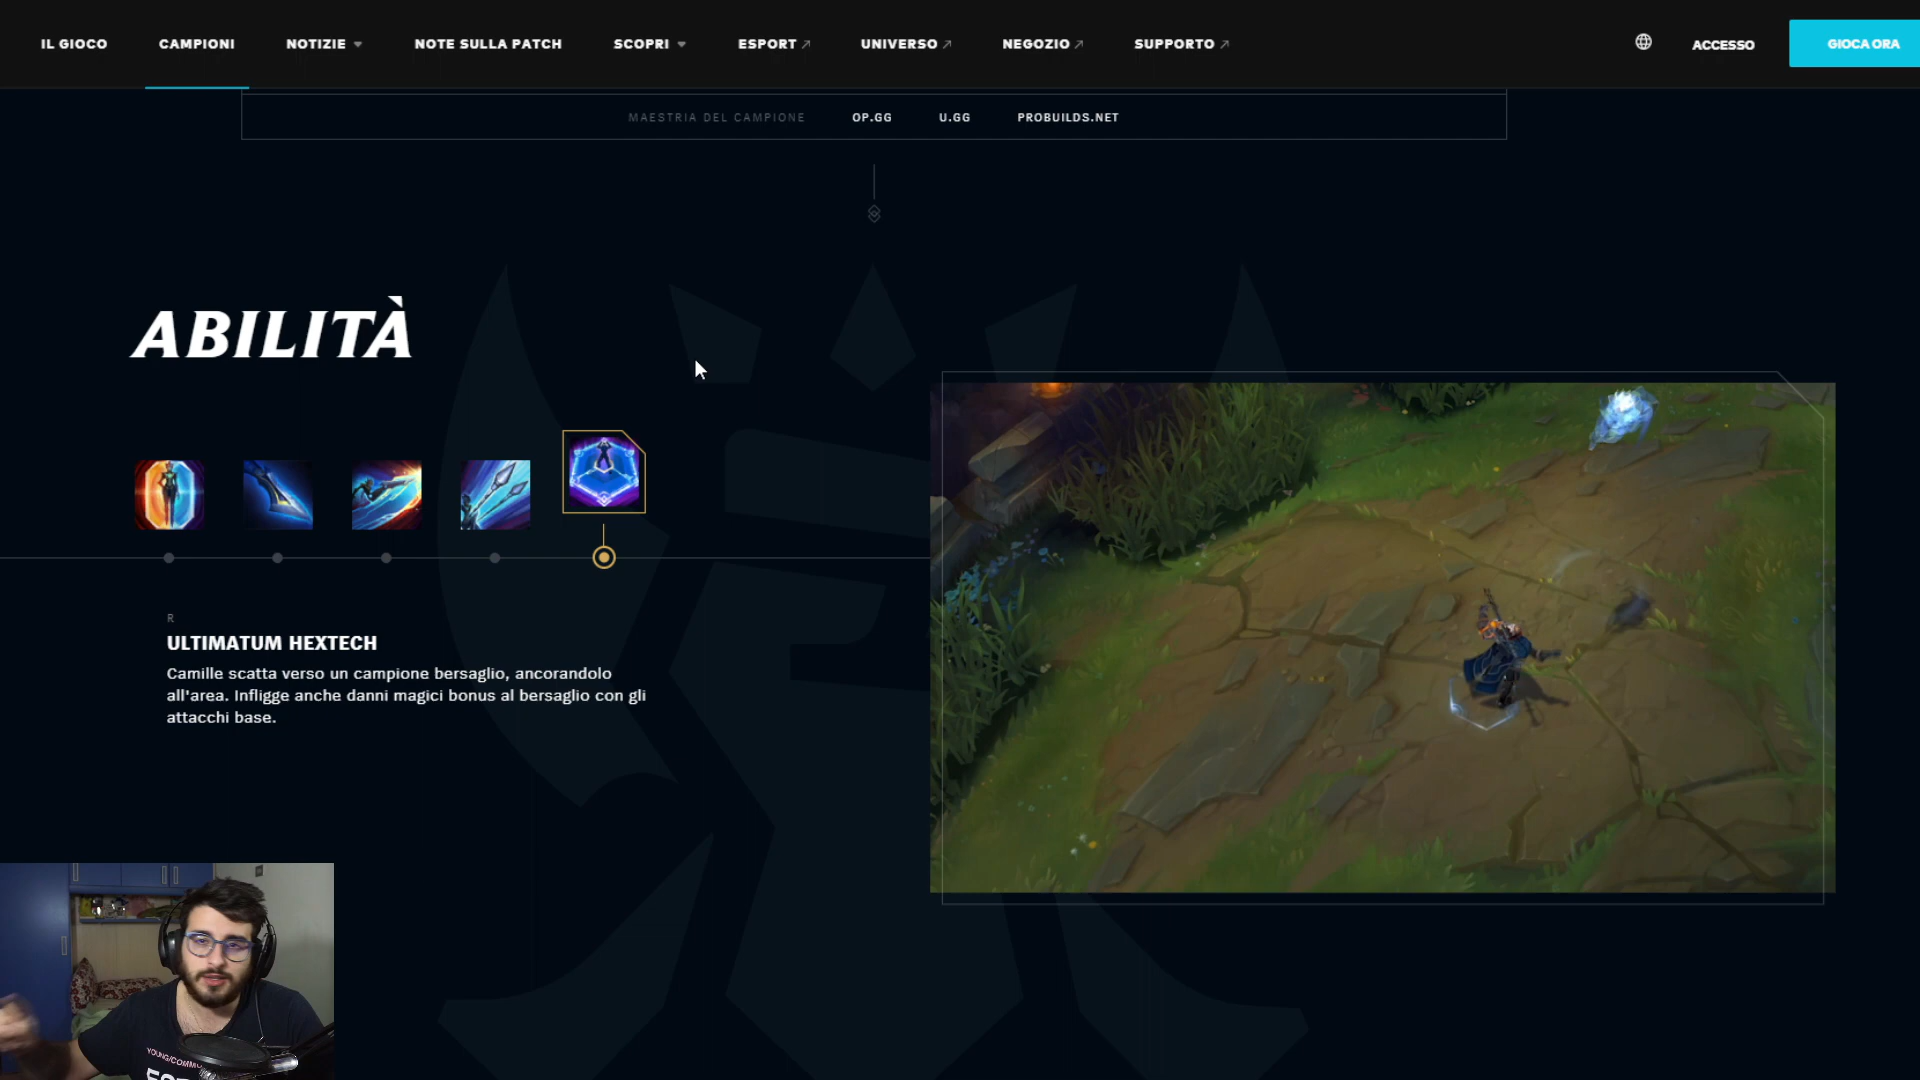 IL GIOCO
CAMPIONI
NOTIZIE
NOTE SULLA PATCH
SCOPRI
ESPORT
UNIVERSO
NEGOZIO
SUPPORTO
ACCESSO
GIOCA ORA
MAESTRIA DEL CAMPIONE
OP.GG
U.GG
PROBUILDS.NET
ABILITÀ
R
ULTIMATUM HEXTECH
Camille scatta verso un campione bersaglio, ancorandolo
all'area. Infligge anche danni magici bonus al bersaglio con gli
attacchi base.